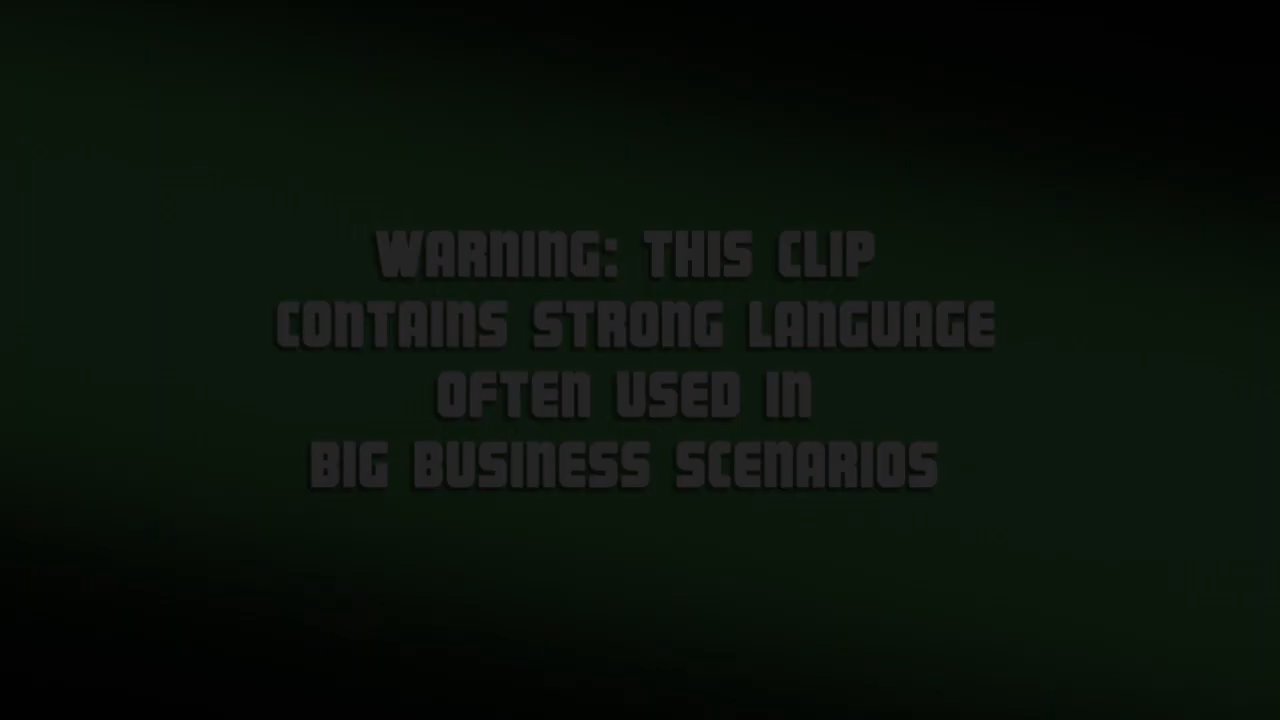 WARNING: THIS CLIP
CONTAINS STRONG LANGUAGE
OFTEN USED IN
BIG BUSINESS SCENARIOS